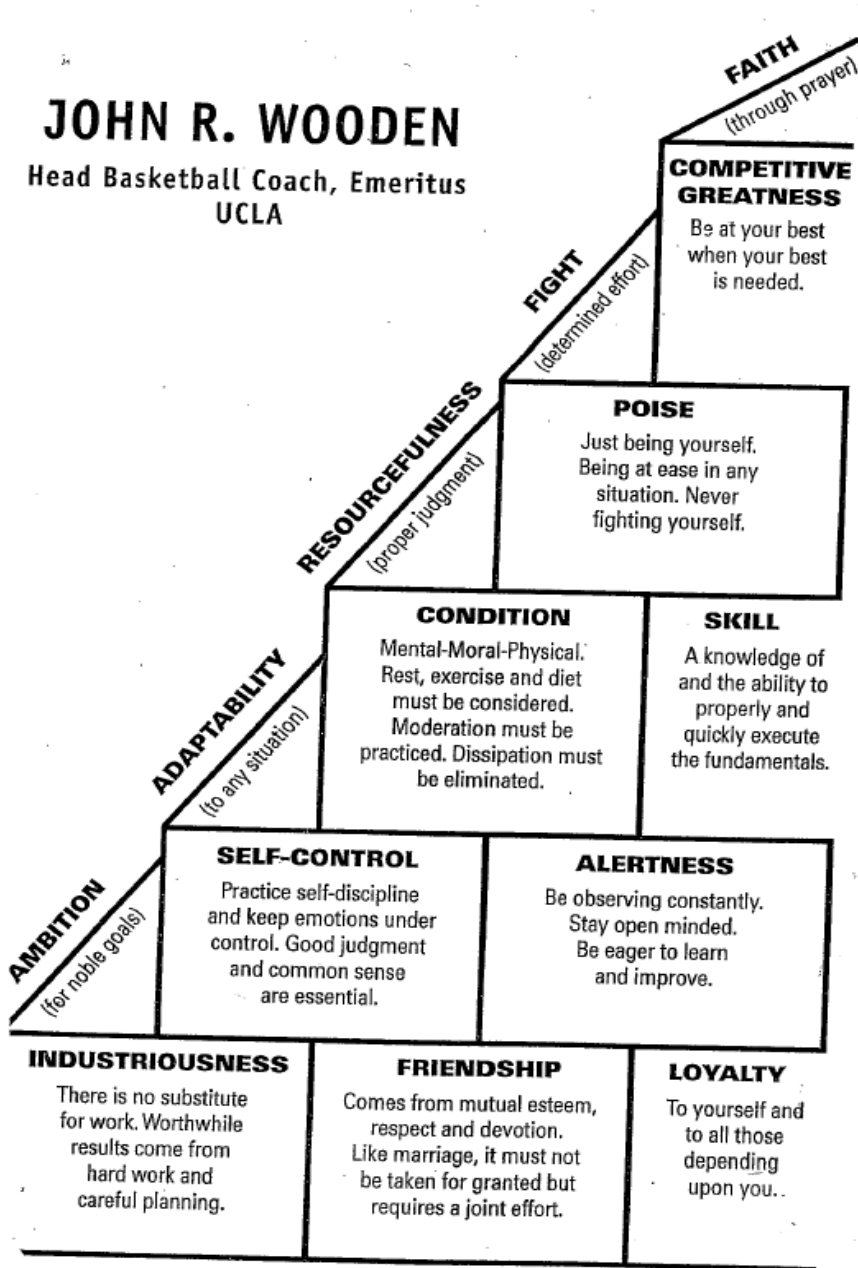 JOHN R. WOODEN
Head Basketball Coach, Emeritus
UCLA
FAITH
(through prayer)
COMPETITIVE
GREATNESS
Be at your best
when your best
is needed.
FIGHT
(determined effort)
POISE
Just being yourself.
Being at ease in any
situation. Never
fighting yourself.
RESOURCEFULNESS
(proper judgment)
CONDITION
Mental-Moral-Physical.
Rest, exercise and diet
must be considered.
Moderation must be
practiced. Dissipation must
be eliminated.
SKILL
A knowledge of
and the ability to
properly and
quickly execute
the fundamentals.
ADAPTABILITY
(to any situation)
SELF-CONTROL
Practice self-discipline
and keep emotions under
control. Good judgment
and common sense
are essential.
ALERTNESS
Be observing constantly.
Stay open minded.
Be eager to learn
and improve.
AMBITION
(for noble goals)
INDUSTRIOUSNESS
There is no substitute
for work. Worthwhile
results come from
hard work and
careful planning.
FRIENDSHIP
Comes from mutual esteem,
respect and devotion.
Like marriage, it must not
be taken for granted but
requires a joint effort.
LOYALTY
To yourself and
to all those
depending
upon you..